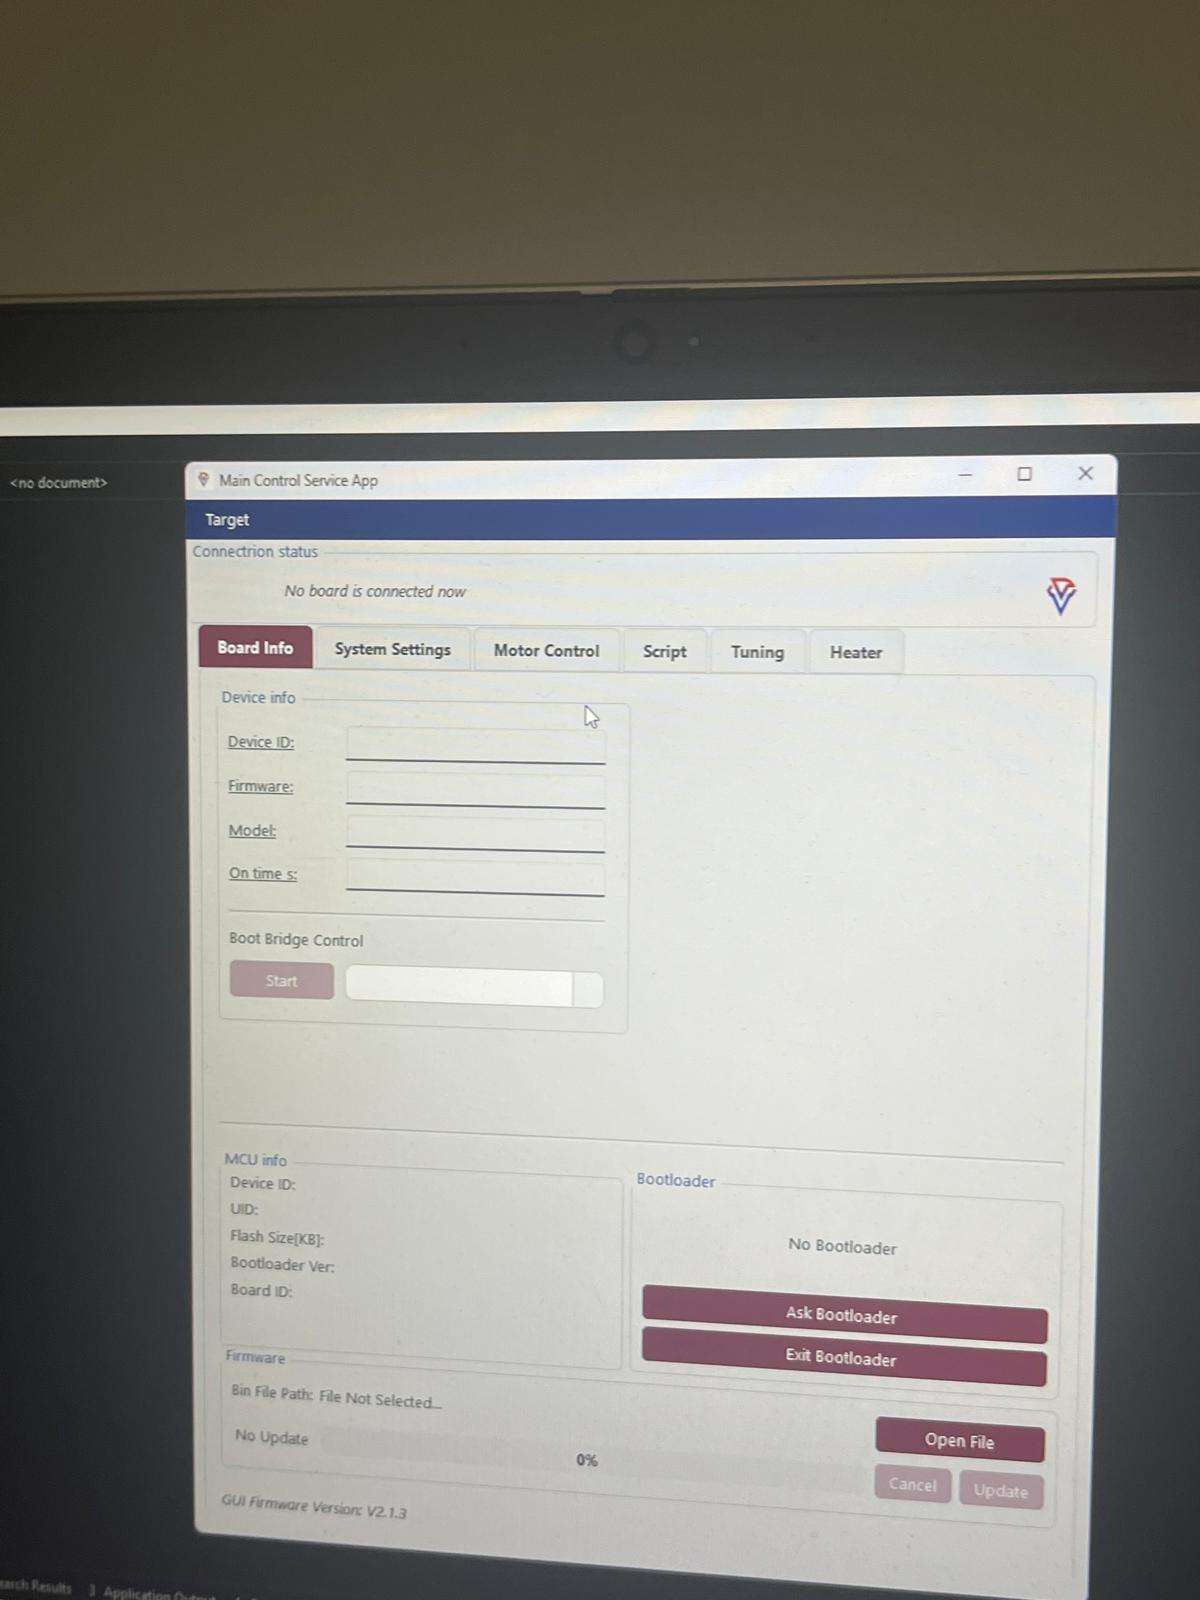 <no document>
Main Control Service App
Target
Connectrion status
No board is connected now
Board Info System Settings Motor Control Script Tuning Heater
Device info
Device ID:
Firmware:
Model:
On time s:
Boot Bridge Control
Start
MCU info
Device ID:
UID:
Flash Size[KB]:
Bootloader Ver:
Board ID:
Bootloader
No Bootloader
Ask Bootloader
Exit Bootloader
Firmware
Bin File Path: File Not Selected...
Open File
No Update
0%
Cancel Update
GUI Firmware Version: V2.1.3
Results 3 Application